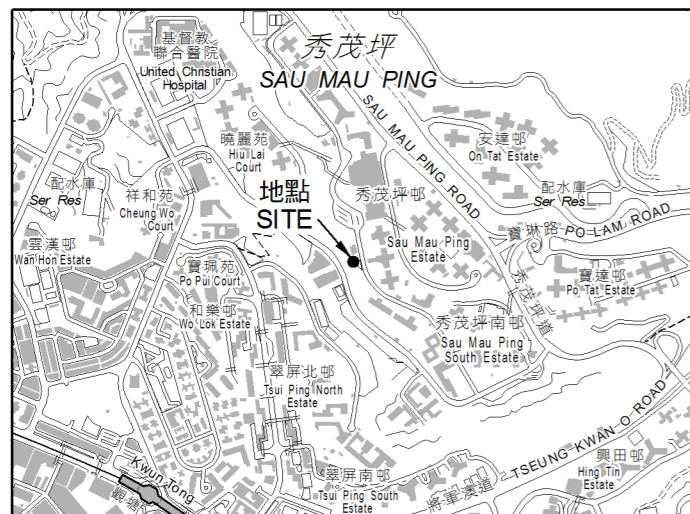 基督教
聯合醫院
United Christian
Hospital
秀茂坪
SAU MAU PING
SAU MAU PING ROAD
曉麗苑
Hiu Lai
Court
安達邨
On Tat Estate
配水庫
Ser Res
祥和苑
Cheung Wo
Court
地點
SITE
秀茂坪邨
Sau Mau Ping
Estate
配水庫
Ser Res
寶琳路 PO LAM ROAD
雲漢邨
Wan Hon Estate
寶珮苑
Po Pui Court
秀茂坪道
寶達邨
Po Tat Estate
和樂邨
Wo Lok Estate
秀茂坪南邨
Sau Mau Ping
South Estate
翠屏北邨
Tsui Ping North
Estate
Kwun Tong
觀塘
翠屏南邨
Tsui Ping South
Estate
將軍澳道
TSEUNG KWAN O ROAD
興田邨
Hing Tin
Estate